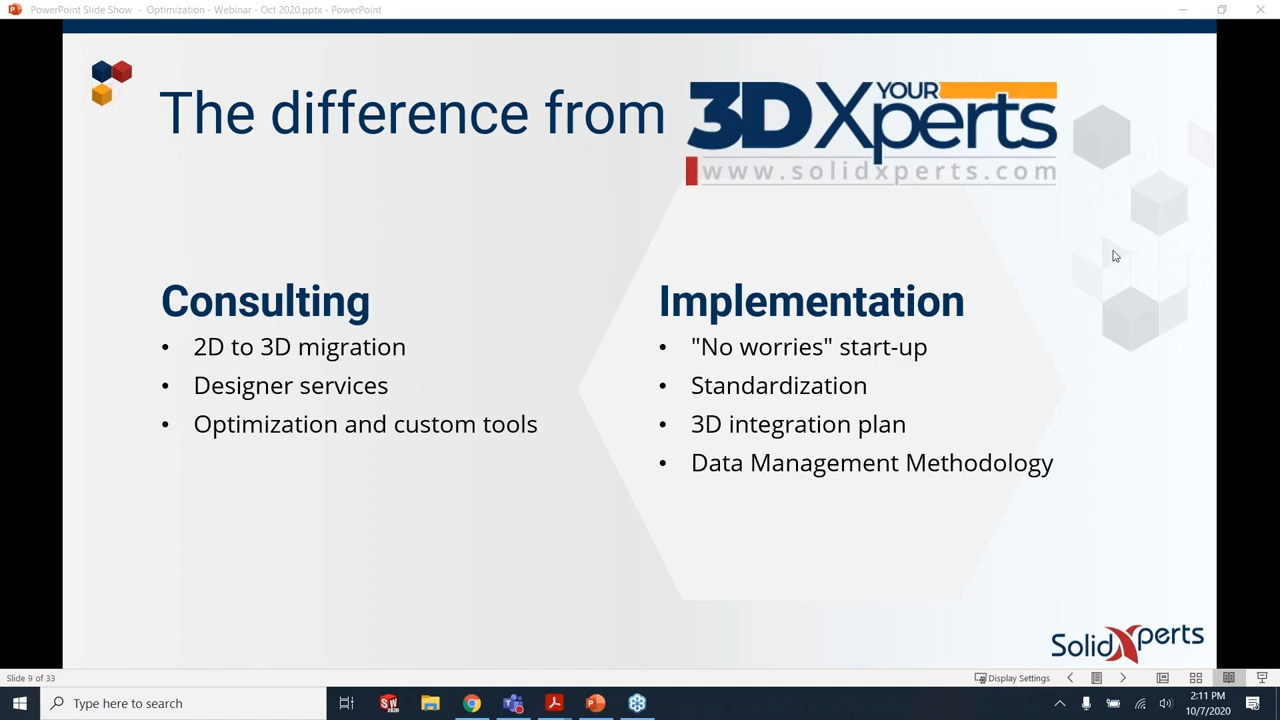 PowerPoint Slide Show - Optimization - Webinar - Oct 2020.pptx - PowerPoint
The difference from
YOUR
3DXperts
www.solidxperts.com
Consulting
• 2D to 3D migration
• Designer services
• Optimization and custom tools
Implementation
• "No worries" start-up
• Standardization
• 3D integration plan
• Data Management Methodology
SolidXperts
Slide 9 of 33
Display Settings
Type here to search
SW
2020
2:11 PM
10/7/2020